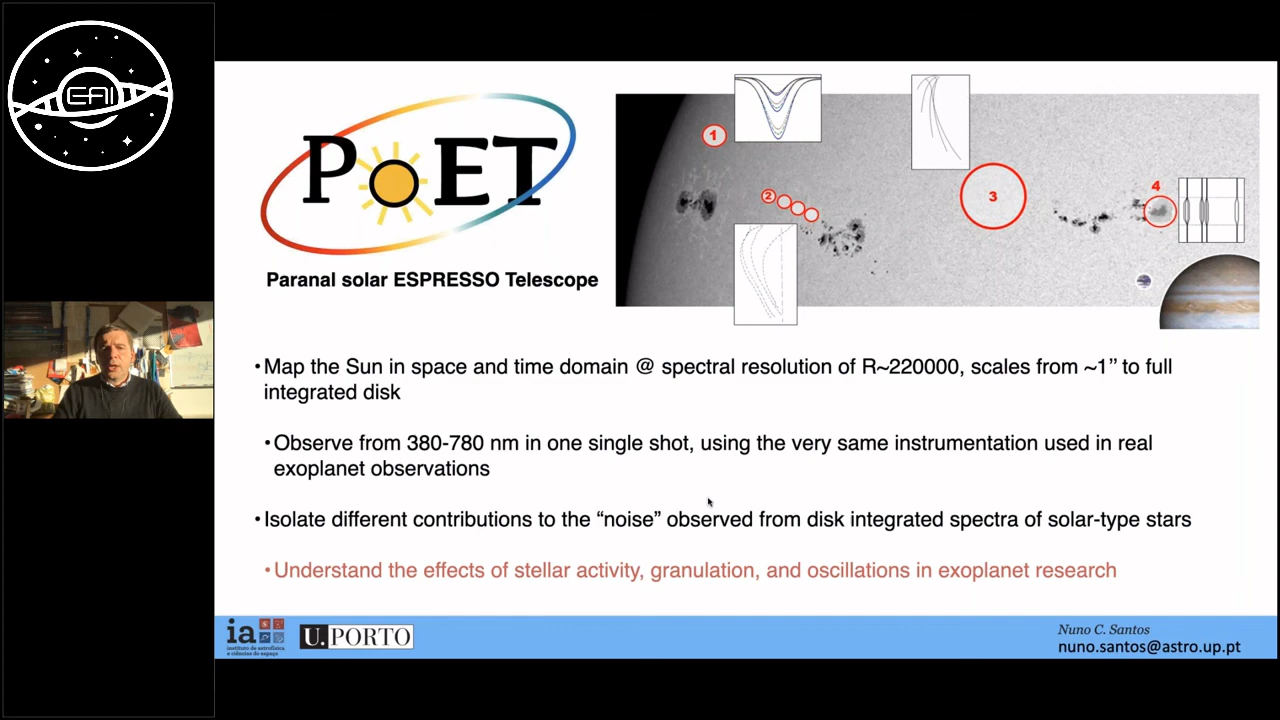 EAI
PoET
Paranal solar ESPRESSO Telescope
1
2
3
4
•Map the Sun in space and time domain @ spectral resolution of R~220000, scales from ~1” to full
integrated disk
•Observe from 380-780 nm in one single shot, using the very same instrumentation used in real
exoplanet observations
•Isolate different contributions to the “noise” observed from disk integrated spectra of solar-type stars
•Understand the effects of stellar activity, granulation, and oscillations in exoplanet research
ia
instituto de astrofísica
e ciências do espaço
U.PORTO
Nuno C. Santos
nuno.santos@astro.up.pt